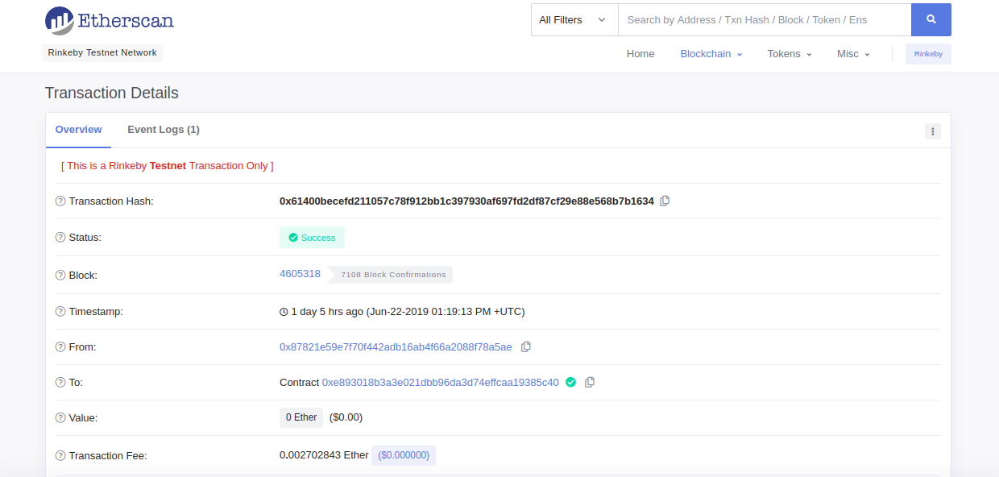 Etherscan
All Filters
Search by Address / Txn Hash / Block / Token / Ens
Rinkeby Testnet Network
Home Blockchain Tokens Misc Rinkeby
Transaction Details
Overview Event Logs (1)
[ This is a Rinkeby Testnet Transaction Only ]
Transaction Hash: 0x61400becefd211057c78f912bb1c397930af697fd2df87cf29e88e568b7b1634
Status: Success
Block: 4605318 7108 Block Confirmations
Timestamp: 1 day 5 hrs ago (Jun-22-2019 01:19:13 PM +UTC)
From: 0x87821e59e7f70f442adb16ab4f66a2088f78a5ae
To: Contract 0xe893018b3a3e021dbb96da3d74effcaa19385c40
Value: 0 Ether ($0.00)
Transaction Fee: 0.002702843 Ether ($0.000000)